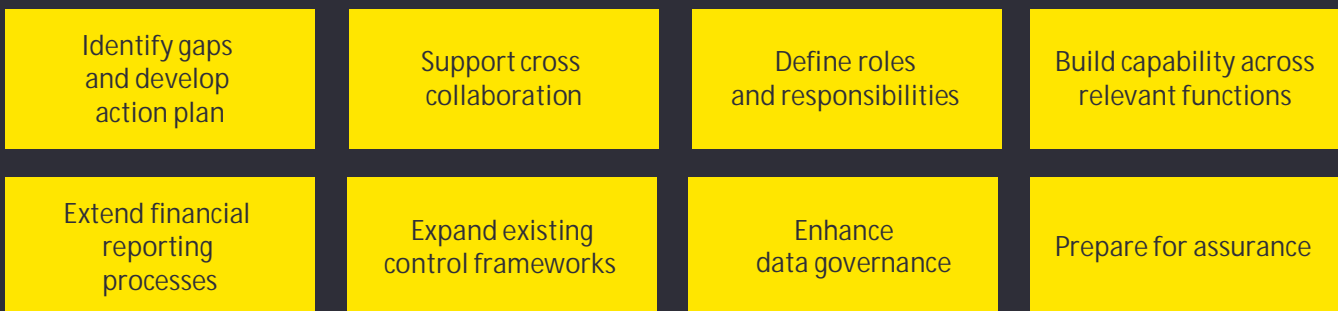 Identify gaps
and develop
action plan
Support cross
collaboration
Define roles
and responsibilities
Build capability across
relevant functions
Extend financial
reporting
processes
Expand existing
control frameworks
Enhance
data governance
Prepare for assurance